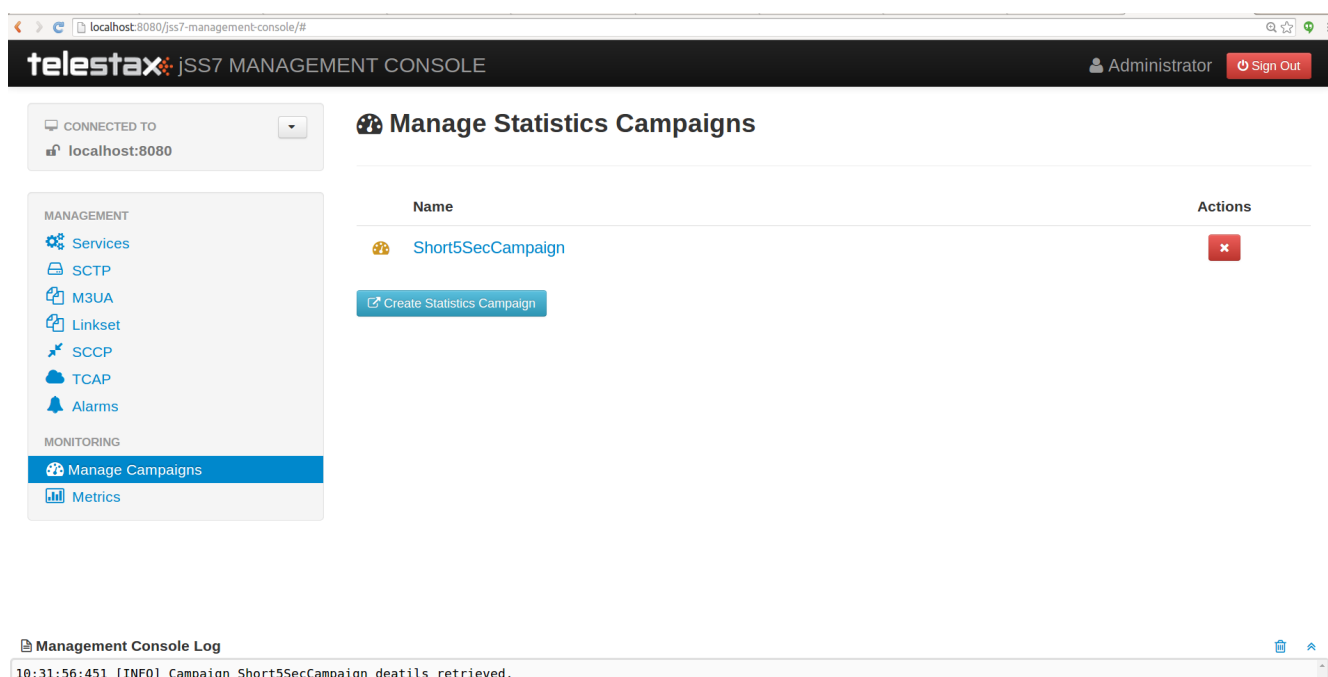 localhost:8080/jss7-management-console/#
telestax jSS7 MANAGEMENT CONSOLE
Administrator
Sign Out
CONNECTED TO
localhost:8080
Manage Statistics Campaigns
MANAGEMENT
Services
SCTP
M3UA
Linkset
SCCP
TCAP
Alarms
MONITORING
Manage Campaigns
Metrics
Name Actions
Short5SecCampaign
Create Statistics Campaign
Management Console Log
10:31:56:451 [INFO] Campaign Short5SecCampaign deatils retrieved.